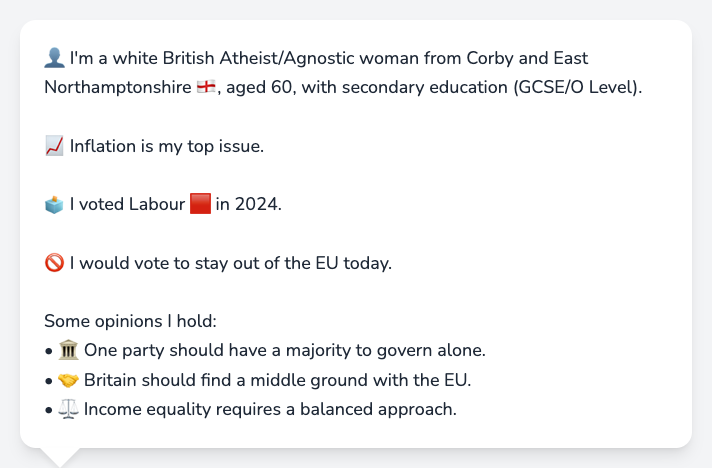 👤 I'm a white British Atheist/Agnostic woman from Corby and East
Northamptonshire 🏴󠁧󠁢󠁥󠁮󠁧󠁿, aged 60, with secondary education (GCSE/O Level).
📈 Inflation is my top issue.
🗳️ I voted Labour 🟥 in 2024.
🚫 I would vote to stay out of the EU today.
Some opinions I hold:
• 🏛️ One party should have a majority to govern alone.
• 🤝 Britain should find a middle ground with the EU.
• ⚖️ Income equality requires a balanced approach.